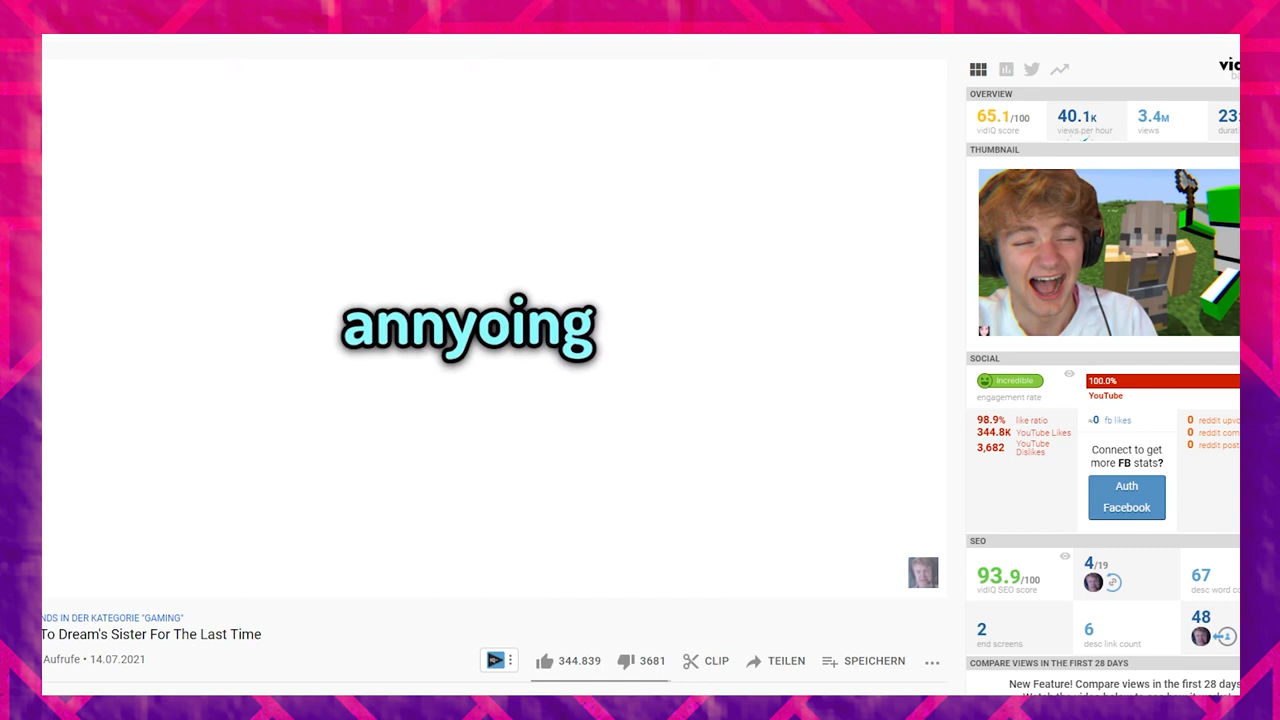 annyoing
NDS IN DER KATEGORIE "GAMING"
To Dream's Sister For The Last Time
Aufrufe • 14.07.2021
344.839
3681
CLIP
TEILEN
SPEICHERN
OVERVIEW
65.1/100
vidIQ score
40.1K
views per hour
3.4M
views
THUMBNAIL
SOCIAL
Incredible
engagement rate
100.0%
YouTube
98.9% like ratio
344.8K YouTube Likes
3,682 YouTube
Dislikes
≈0 fb likes
Connect to get
more FB stats?
Auth
Facebook
0 reddit
0 reddit
0 reddit
SEO
93.9/100
vidIQ SEO score
4/19
67
desc word
2
end screens
6
desc link count
48
COMPARE VIEWS IN THE FIRST 28 DAYS
New Feature! Compare views in the first 28 days